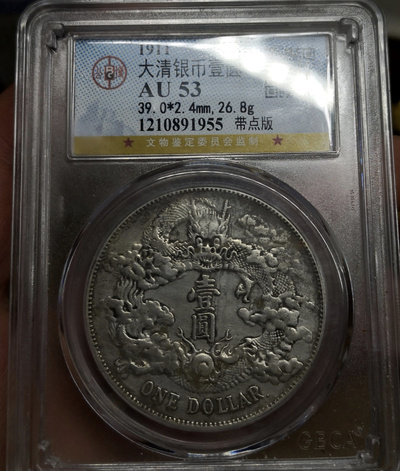 1911
大清银币壹圆
AU 53
39.0*2.4mm,26.8g
1210891955 带点版
★ 文物鉴定委员会监制 ★
壹
圓
ONE DOLLAR